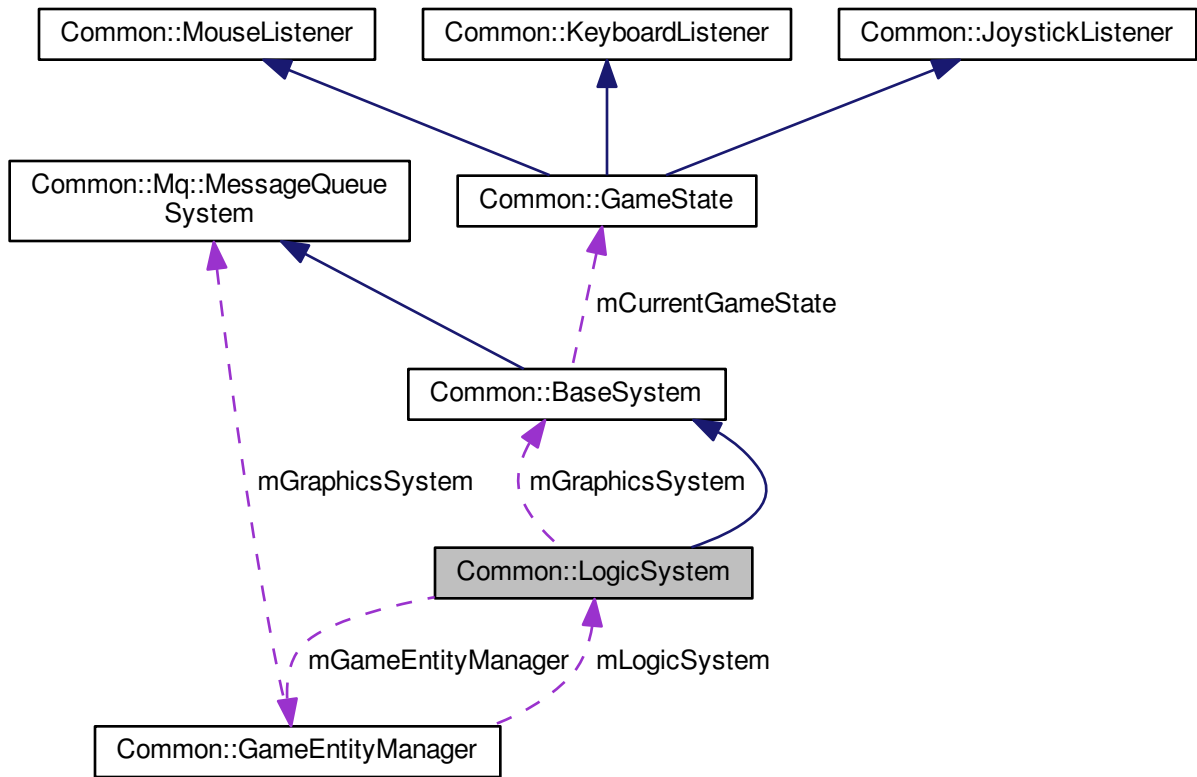 Common::MouseListener
Common::KeyboardListener
Common::JoystickListener
Common::Mq::MessageQueue
System
Common::GameState
mCurrentGameState
Common::BaseSystem
mGraphicsSystem
mGraphicsSystem
Common::LogicSystem
mGameEntityManager
mLogicSystem
Common::GameEntityManager